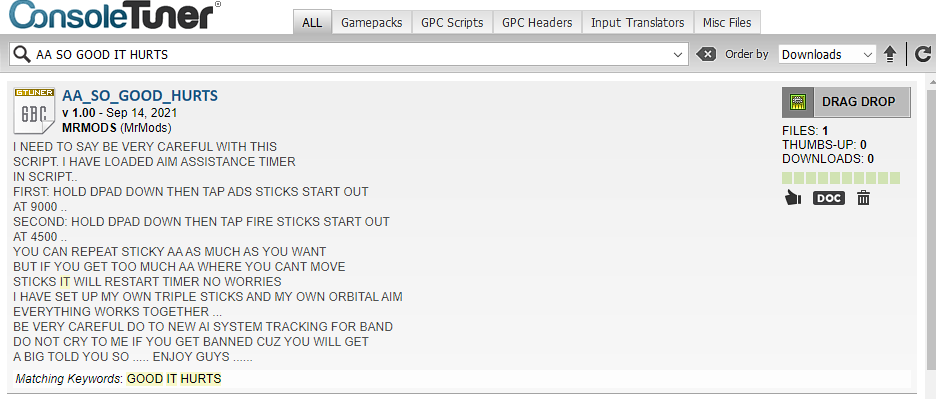 ConsoleTuner®
ALL
Gamepacks
GPC Scripts
GPC Headers
Input Translators
Misc Files
AA SO GOOD IT HURTS
Order by
Downloads
GTUNER
GBC
AA_SO_GOOD_HURTS
v 1.00 - Sep 14, 2021
MRMODS (MrMods)
I NEED TO SAY BE VERY CAREFUL WITH THIS
SCRIPT. I HAVE LOADED AIM ASSISTANCE TIMER
IN SCRIPT..
FIRST: HOLD DPAD DOWN THEN TAP ADS STICKS START OUT
AT 9000 ..
SECOND: HOLD DPAD DOWN THEN TAP FIRE STICKS START OUT
AT 4500 ..
YOU CAN REPEAT STICKY AA AS MUCH AS YOU WANT
BUT IF YOU GET TOO MUCH AA WHERE YOU CANT MOVE
STICKS IT WILL RESTART TIMER NO WORRIES
I HAVE SET UP MY OWN TRIPLE STICKS AND MY OWN ORBITAL AIM
EVERYTHING WORKS TOGETHER ...
BE VERY CAREFUL DO TO NEW AI SYSTEM TRACKING FOR BAND
DO NOT CRY TO ME IF YOU GET BANNED CUZ YOU WILL GET
A BIG TOLD YOU SO ..... ENJOY GUYS ......
Matching Keywords: GOOD IT HURTS
DRAG DROP
FILES: 1
THUMBS-UP: 0
DOWNLOADS: 0
DOC